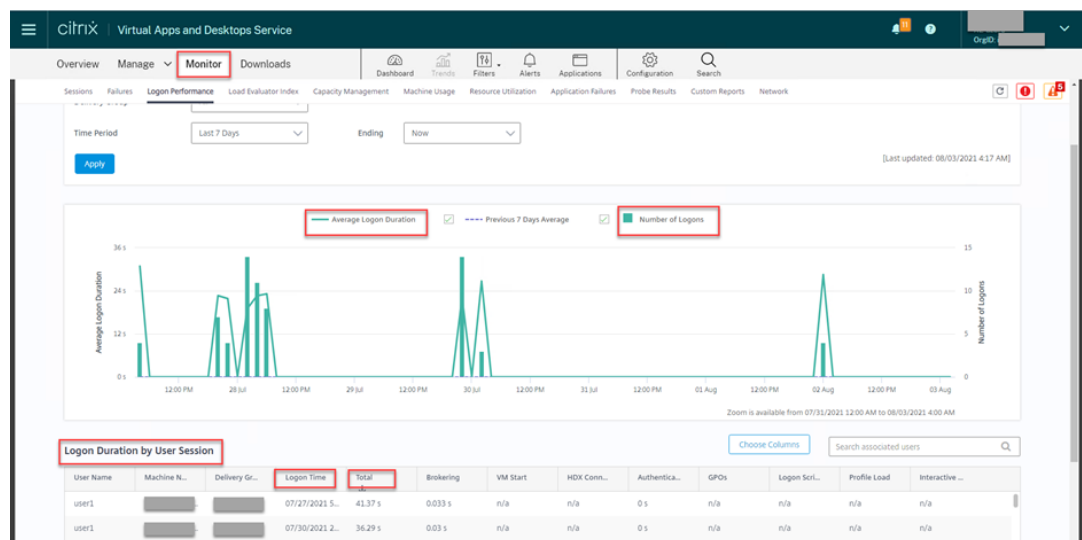 citrix | Virtual Apps and Desktops Service
11
OrgID:
Overview Manage Monitor Downloads
Dashboard Trends Filters Alerts Applications Configuration Search
Sessions Failures Logon Performance Load Evaluator Index Capacity Management Machine Usage Resource Utilization Application Failures Probe Results Custom Reports Network
5
Time Period Last 7 Days Ending Now
Apply
[Last updated: 08/03/2021 4:17 AM]
Average Logon Duration Previous 7 Days Average Number of Logons
36 s 15
24 s 10
12 s 5
0 s 0
Average Logon Duration
Number of Logons
12:00 PM 28 Jul 12:00 PM 29 Jul 12:00 PM 30 Jul 12:00 PM 31 Jul 12:00 PM 01 Aug 12:00 PM 02 Aug 12:00 PM 03 Aug
Zoom is available from 07/31/2021 12:00 AM to 08/03/2021 4:00 AM
Logon Duration by User Session
Choose Columns
Search associated users
User Name Machine N... Delivery Gr... Logon Time Total Brokering VM Start HDX Conn... Authentica... GPOs Logon Scri... Profile Load Interactive ...
user1 07/27/2021 5... 41.37 s 0.033 s n/a n/a 0 s n/a n/a n/a n/a
user1 07/30/2021 2... 36.29 s 0.03 s n/a n/a 0 s n/a n/a n/a n/a